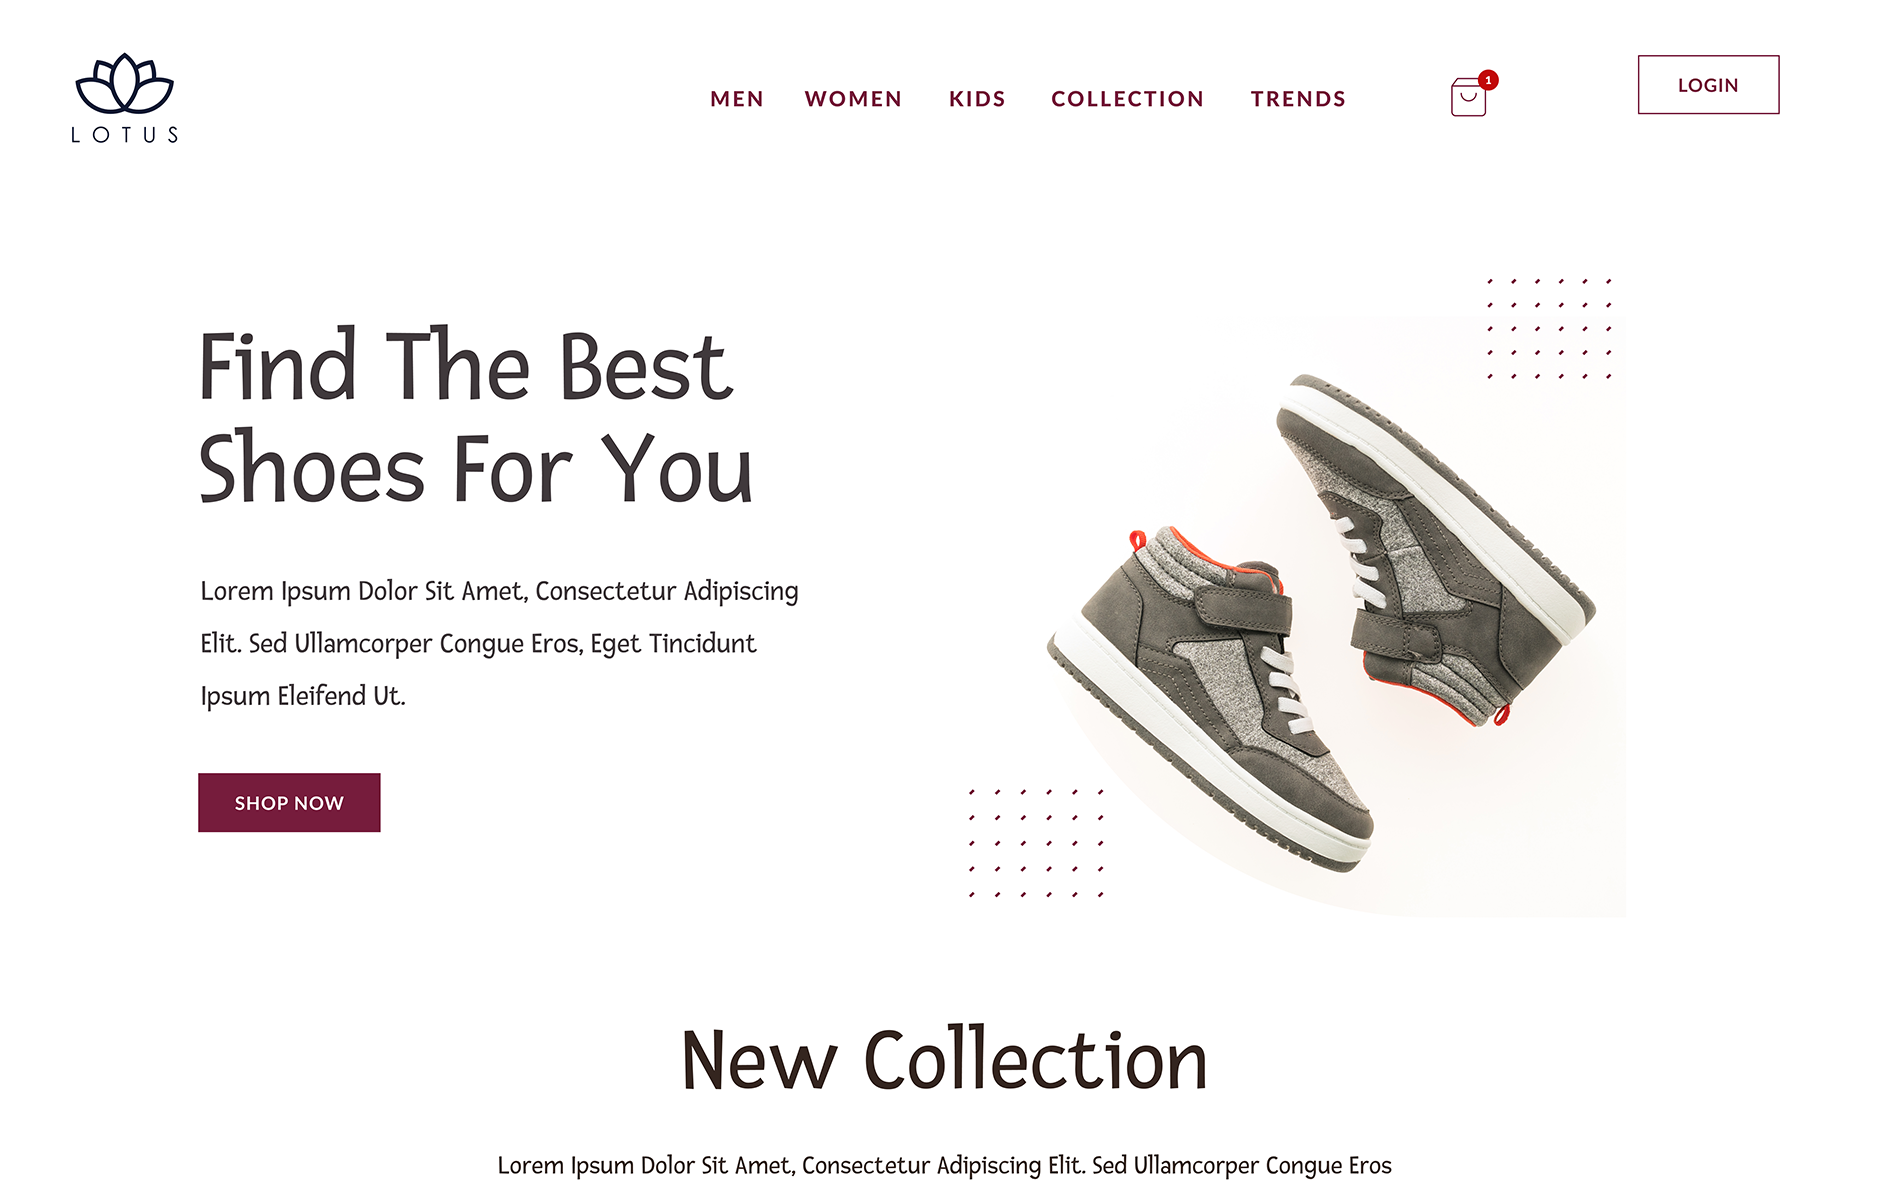 LOTUS
MEN WOMEN KIDS COLLECTION TRENDS
1
LOGIN
Find The Best
Shoes For You
Lorem Ipsum Dolor Sit Amet, Consectetur Adipiscing
Elit. Sed Ullamcorper Congue Eros, Eget Tincidunt
Ipsum Eleifend Ut.
SHOP NOW
New Collection
Lorem Ipsum Dolor Sit Amet, Consectetur Adipiscing Elit. Sed Ullamcorper Congue Eros